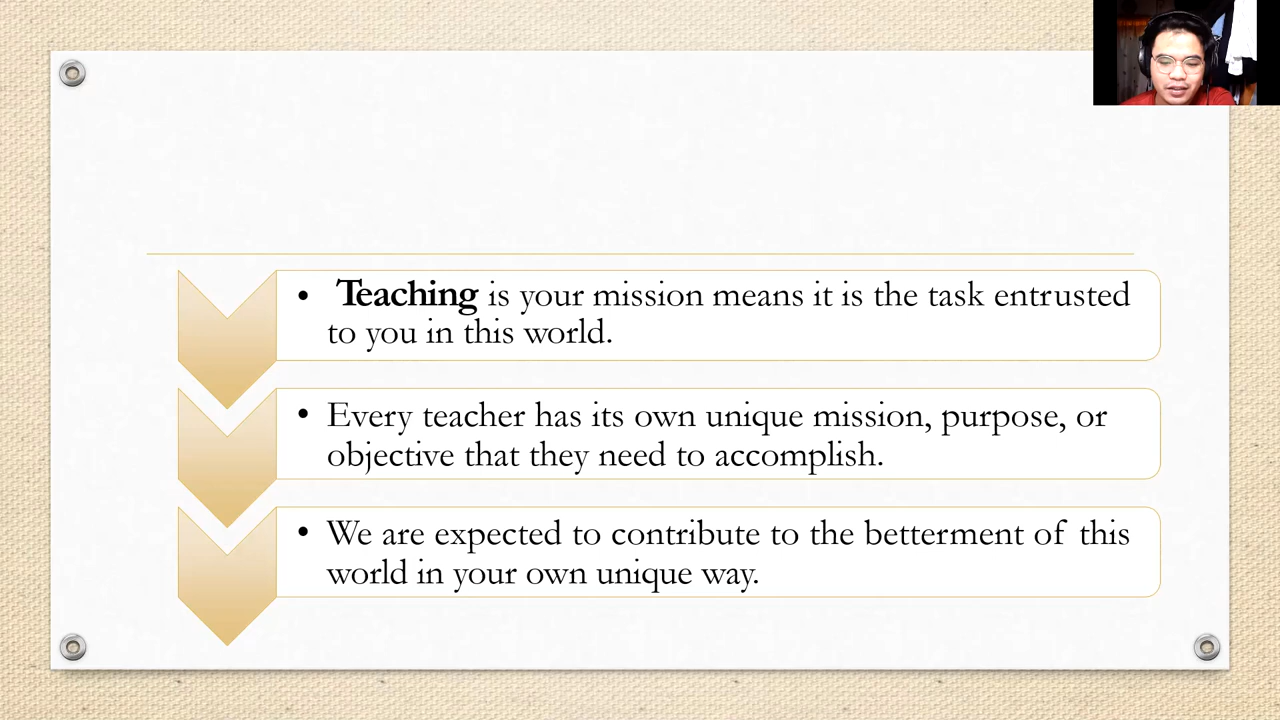 • Teaching is your mission means it is the task entrusted
to you in this world.
• Every teacher has its own unique mission, purpose, or
objective that they need to accomplish.
• We are expected to contribute to the betterment of this
world in your own unique way.